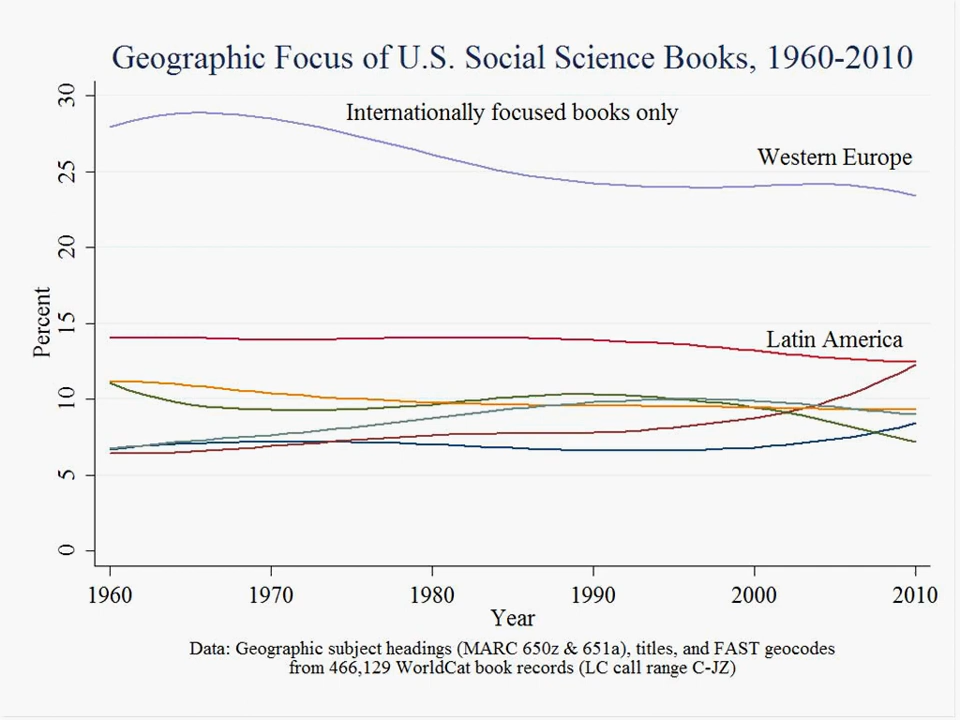 Geographic Focus of U.S. Social Science Books, 1960-2010
Internationally focused books only
Western Europe
Latin America
Percent
30
25
20
15
10
5
0
1960 1970 1980 1990 2000 2010
Year
Data: Geographic subject headings (MARC 650z & 651a), titles, and FAST geocodes
from 466,129 WorldCat book records (LC call range C-JZ)